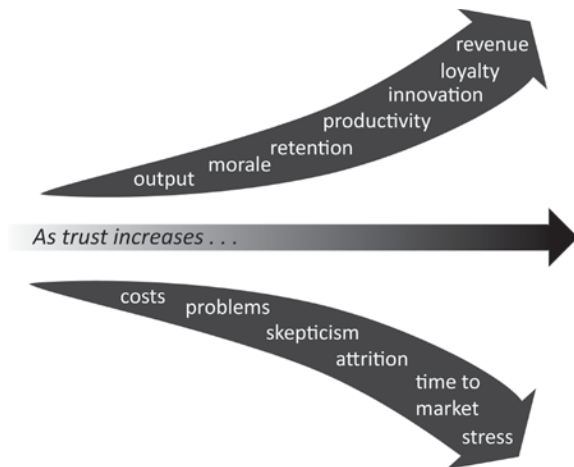 revenue
loyalty
innovation
productivity
retention
morale
output
As trust increases . . .
costs
problems
skepticism
attrition
time to
market
stress